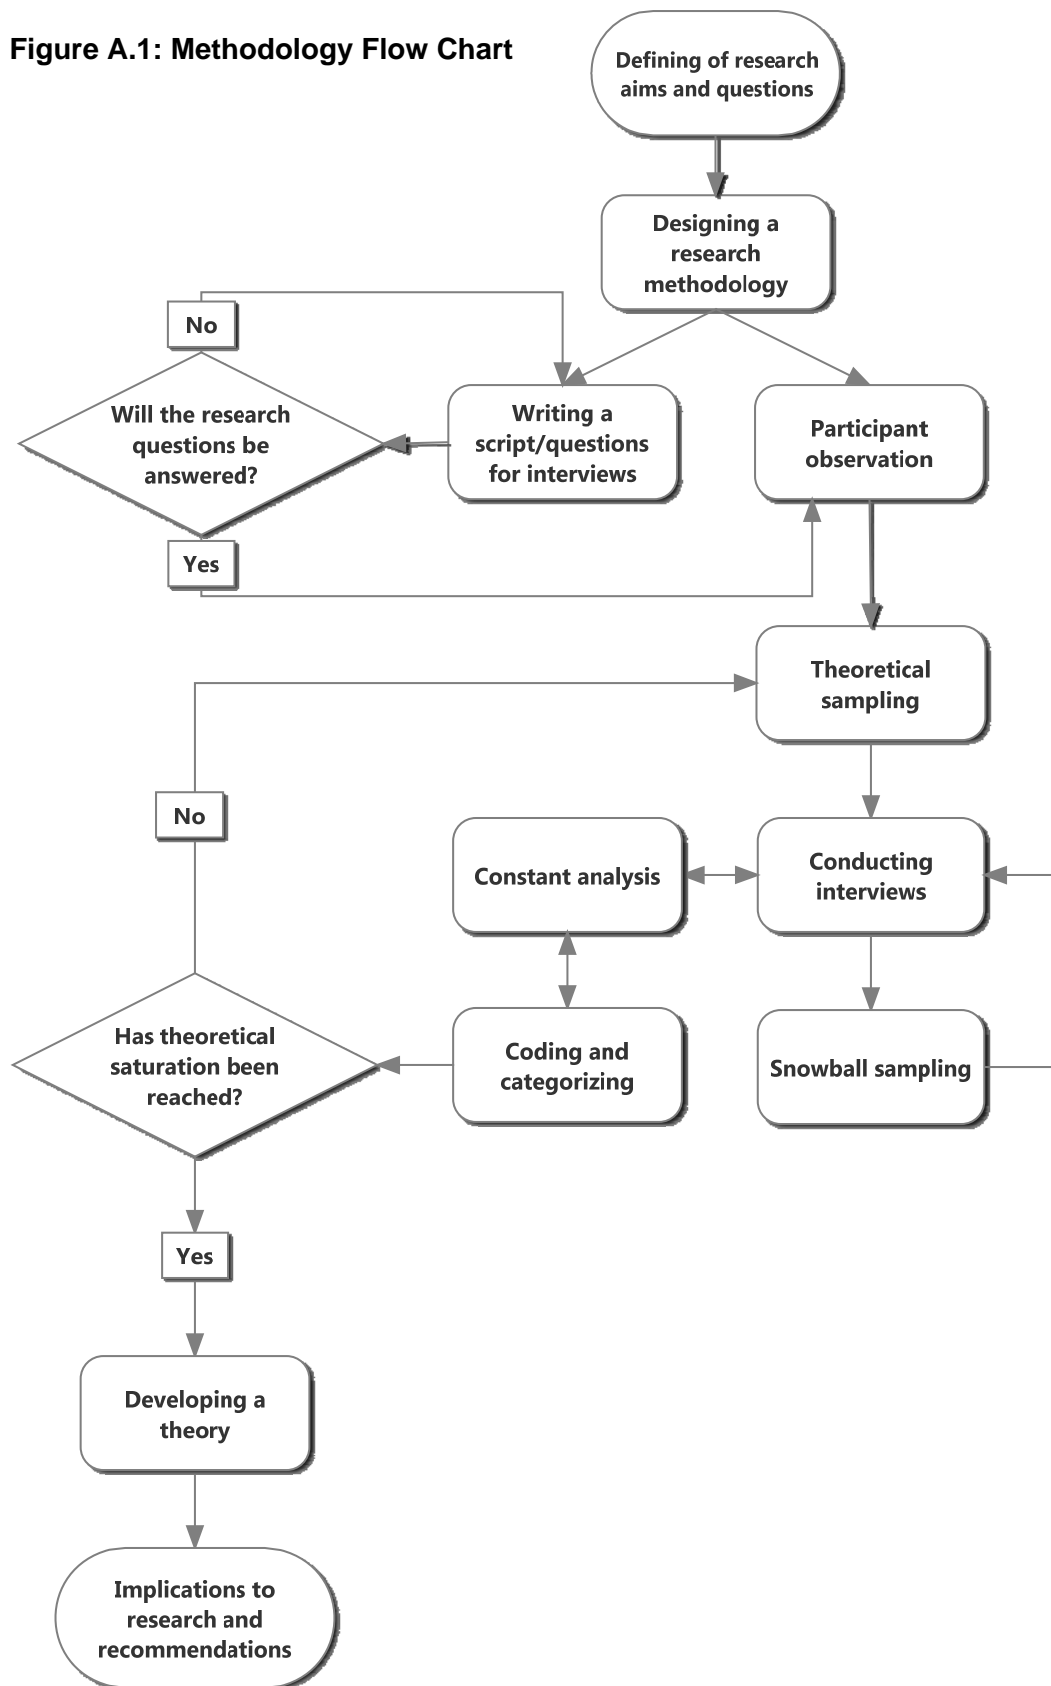 Figure A.1: Methodology Flow Chart
Defining of research
aims and questions
Designing a
research
methodology
No
Will the research
questions be
answered?
Writing a
script/questions
for interviews
Participant
observation
Yes
Theoretical
sampling
No
Constant analysis
Conducting
interviews
Has theoretical
saturation been
reached?
Coding and
categorizing
Snowball sampling
Yes
Developing a
theory
Implications to
research and
recommendations